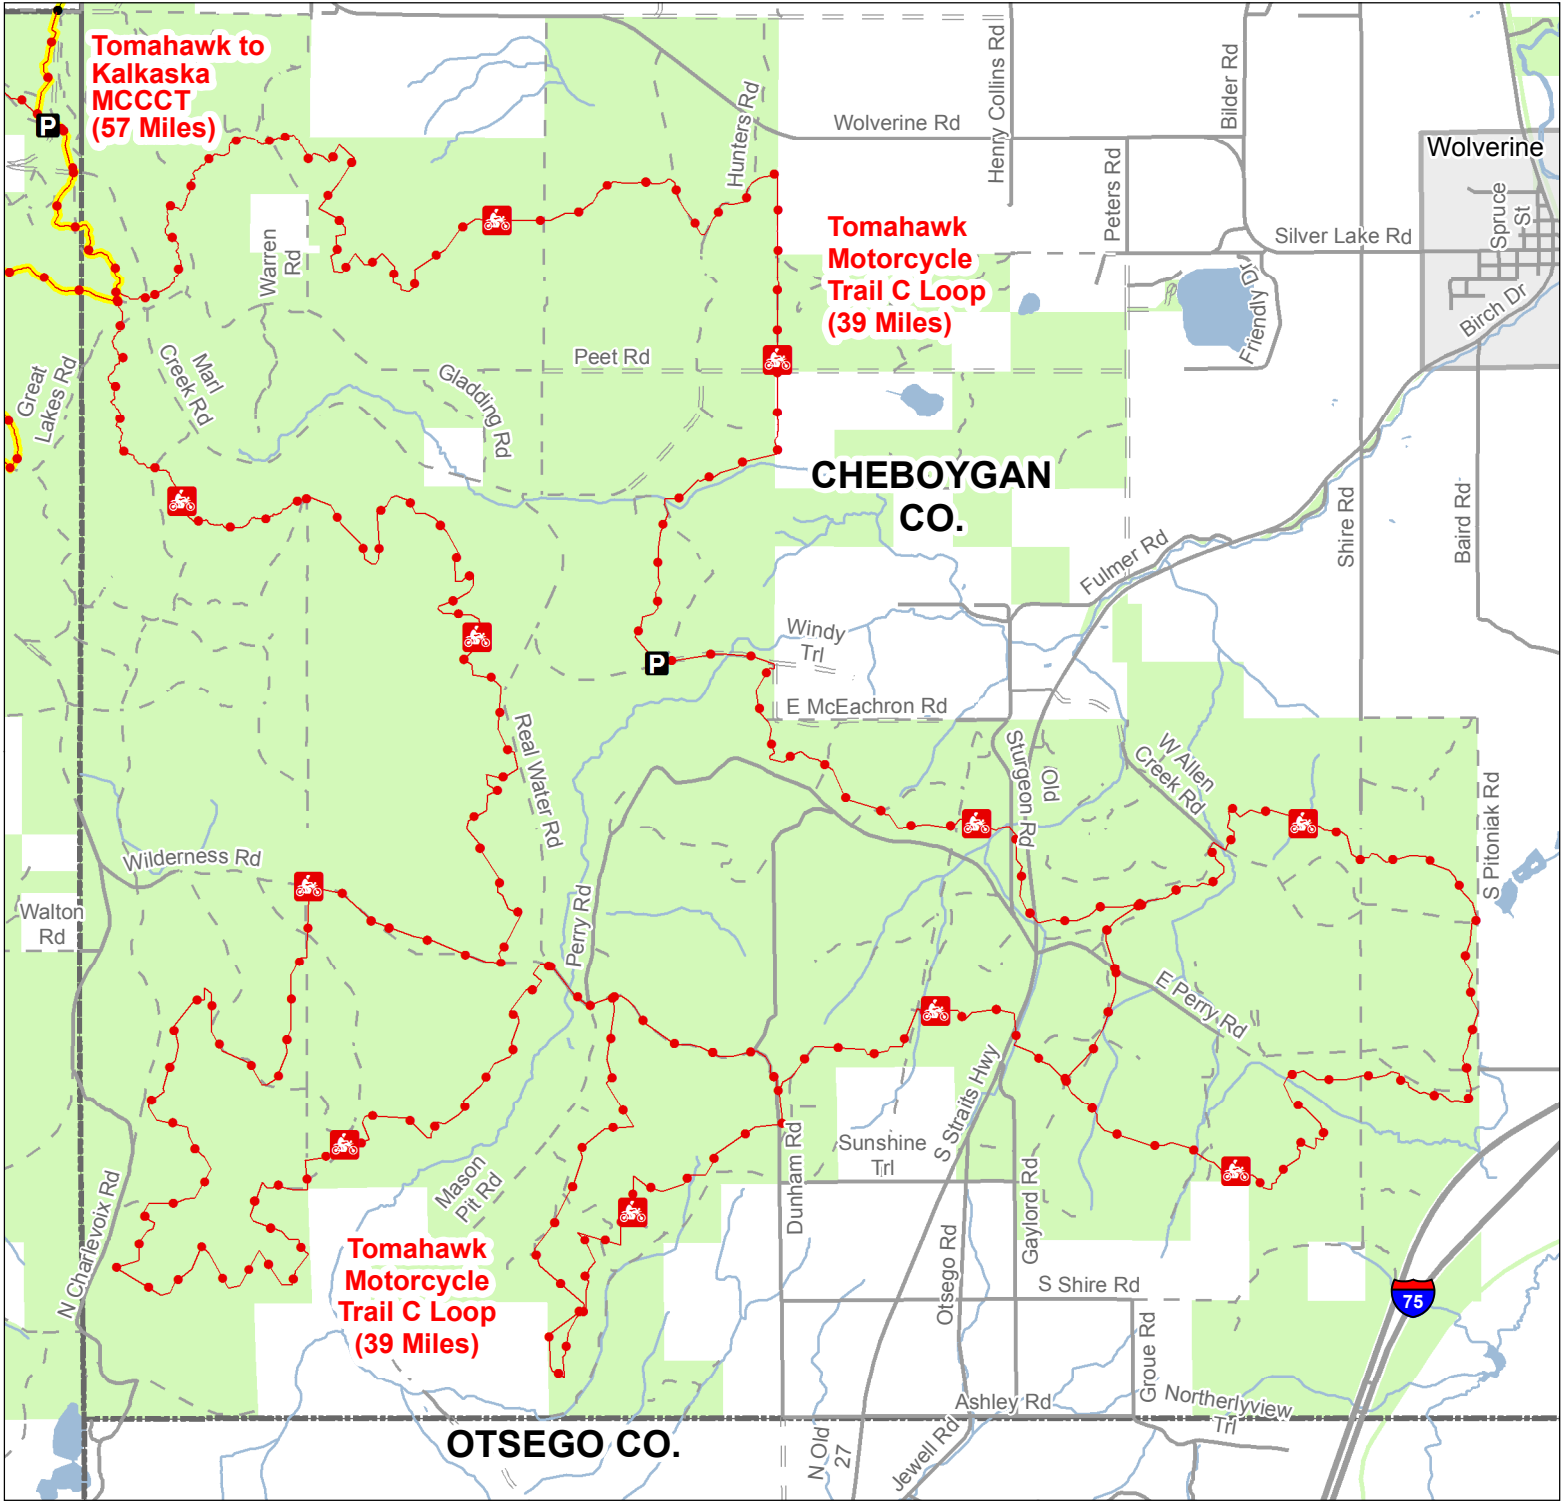 Tomahawk to
Kalkaska
MCCCT
(57 Miles)
P
Hunters Rd
Wolverine Rd
Henry Collins Rd
Bilder Rd
Peters Rd
Wolverine
Spruce
St
Silver Lake Rd
Friendly Dr
Birch Dr
Warren
Rd
Tomahawk
Motorcycle
Trail C Loop
(39 Miles)
Great
Lakes Rd
Marl
Creek Rd
Gladding Rd
Peet Rd
CHEBOYGAN
CO.
Shire Rd
Baird Rd
Fulmer Rd
Windy
Trl
P
E McEachron Rd
Real Water Rd
Old
Sturgeon Rd
W Allen
Creek Rd
S Pitoniak Rd
Wilderness Rd
Walton
Rd
Perry Rd
E Perry Rd
S Straits Hwy
Sunshine
Trl
Dunham Rd
Gaylord Rd
Mason
Pit Rd
N Charlevoix Rd
Tomahawk
Motorcycle
Trail C Loop
(39 Miles)
Otsego Rd
S Shire Rd
75
Groue Rd
Ashley Rd
Northerlyview
Trl
OTSEGO CO.
N Old
27
Jewell Rd